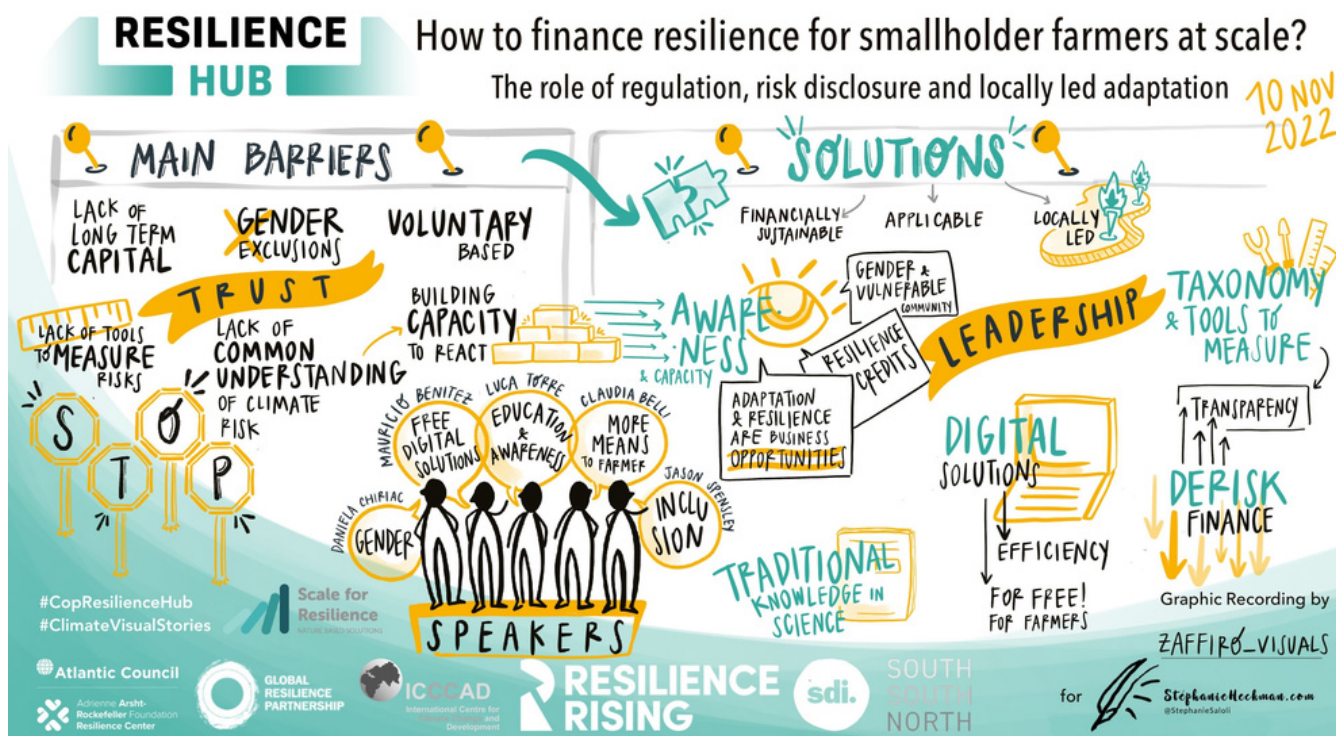 RESILIENCE
HUB
How to finance resilience for smallholder farmers at scale?
The role of regulation, risk disclosure and locally led adaptation
10 NOV
2022
MAIN BARRIERS
LACK OF
LONG TERM
CAPITAL
GENDER
EXCLUSIONS
VOLUNTARY
BASED
TRUST
LACK OF TOOLS
TO MEASURE
RISKS
LACK OF
COMMON
UNDERSTANDING
OF CLIMATE
RISK
BUILDING
CAPACITY
TO REACT
S
T
O
P
SOLUTIONS
FINANCIALLY
SUSTAINABLE
APPLICABLE
LOCALLY
LED
AWARE
NESS
& CAPACITY
GENDER &
VULNERABLE
COMMUNITY
RESILIENCE
CREDITS
ADAPTATION
& RESILIENCE
ARE BUSINESS
OPPORTUNITIES
LEADERSHIP
TAXONOMY
& TOOLS TO
MEASURE
TRANSPARENCY
DERISK
FINANCE
DIGITAL
SOLUTIONS
EFFICIENCY
FOR FREE!
FOR FARMERS
TRADITIONAL
KNOWLEDGE IN
SCIENCE
DANIELA CHIRIAC
GENDER
MAURICIO BENITEZ
FREE
DIGITAL
SOLUTIONS
LUCA TORRE
EDUCATION
&
AWARENESS
CLAUDIA BELLI
MORE
MEANS
TO FARMER
JASON SPENSLEY
INCLU
SION
SPEAKERS
#CopResilienceHub
#ClimateVisualStories
Scale for
Resilience
NATURE BASED SOLUTIONS
Atlantic Council
Adrienne Arsht-
Rockefeller Foundation
Resilience Center
GLOBAL
RESILIENCE
PARTNERSHIP
ICCCAD
International Centre for
Climate Change and
Development
RESILIENCE
RISING
sdi.
SOUTH
SOUTH
NORTH
Graphic Recording by
ZAFFIRO_VISUALS
for
StephanieHeckman.com
@StephanieSaloli